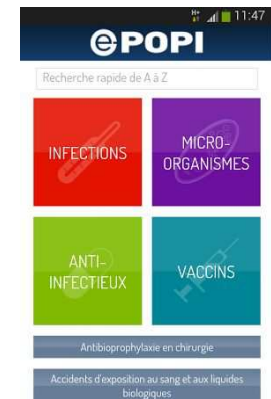 H+ 11:47
ePOPI
Recherche rapide de A à Z
INFECTIONS
MICRO-
ORGANISMES
ANTI-
INFECTIEUX
VACCINS
Antibioprophylaxie en chirurgie
Accidents d'exposition au sang et aux liquides
biologiques